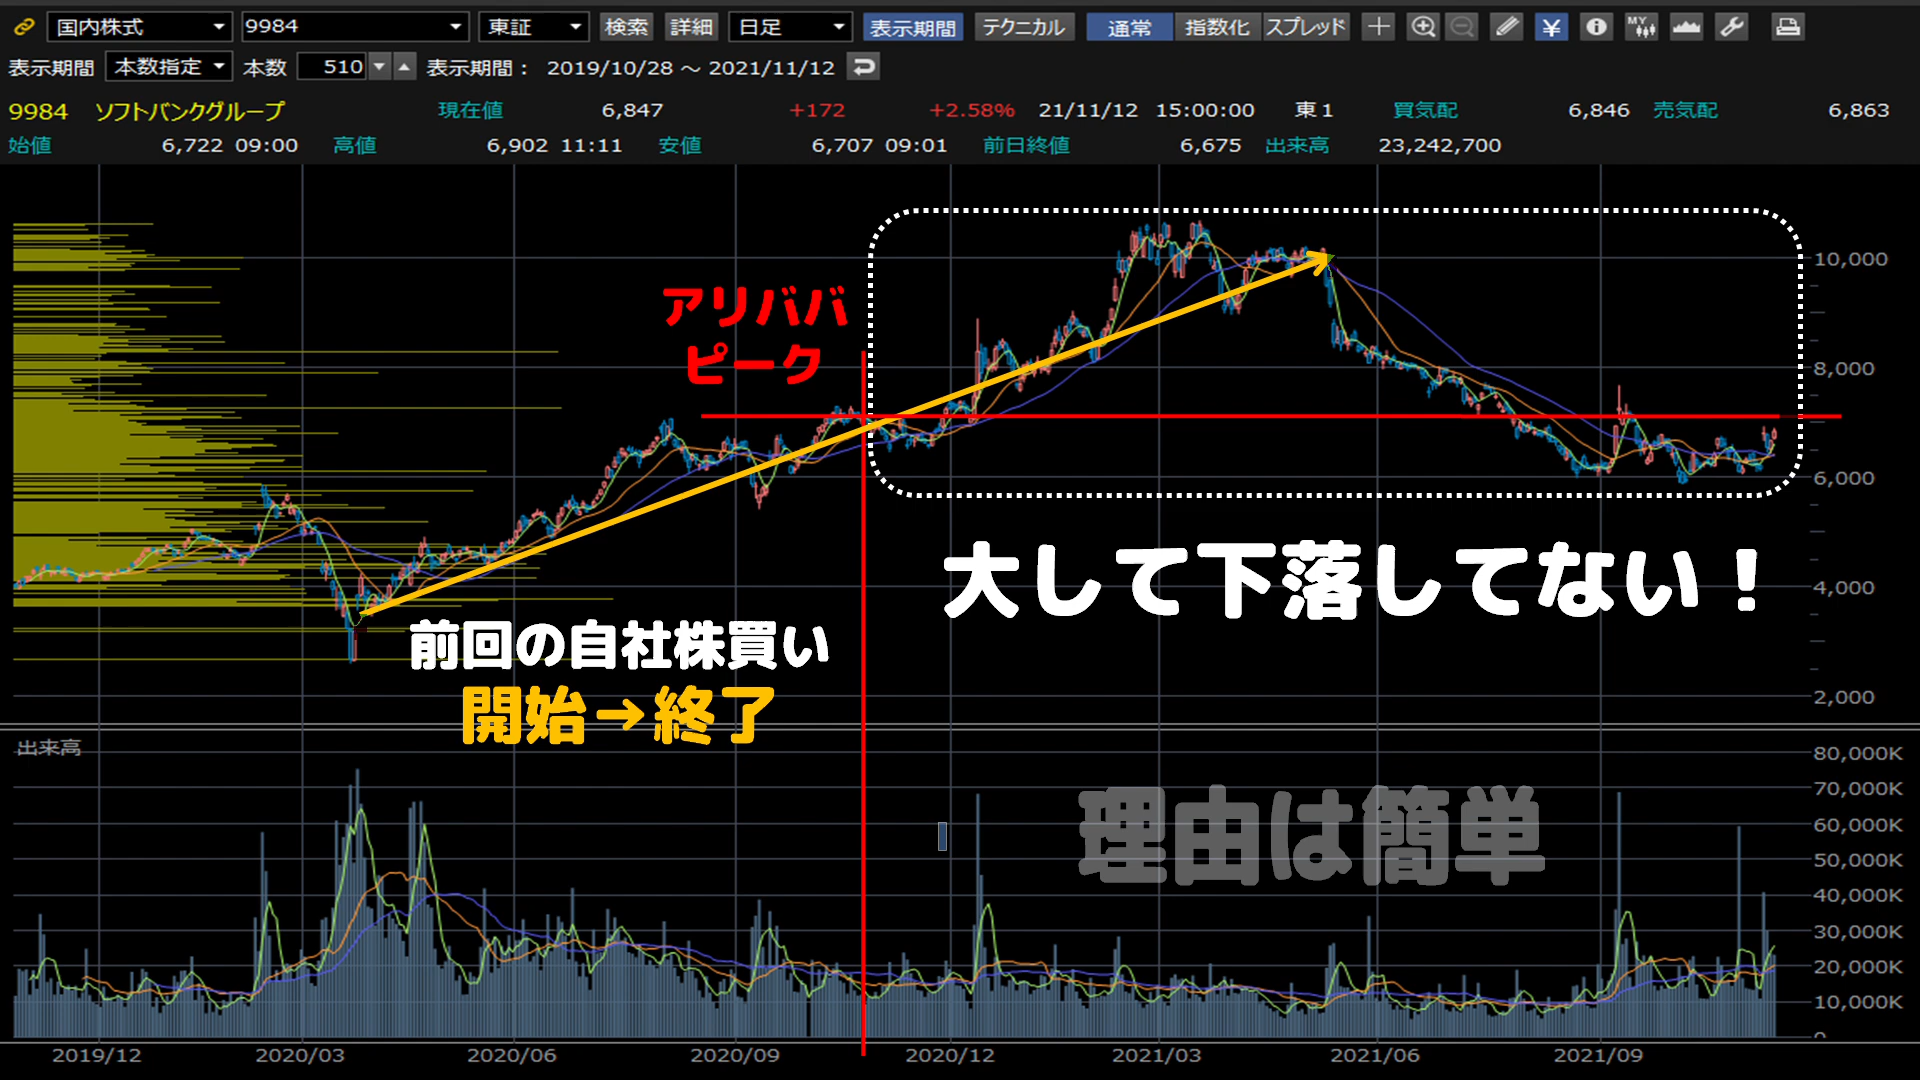 国内株式 9984 東証 検索 詳細 日足 表示期間 テクニカル 通常 指数化 スプレッド ¥ MY
表示期間 本数指定 本数 510 表示期間： 2019/10/28 ～ 2021/11/12
9984 ソフトバンクグループ 現在値 6,847 +172 +2.58% 21/11/12 15:00:00 東1 買気配 6,846 売気配 6,863
始値 6,722 09:00 高値 6,902 11:11 安値 6,707 09:01 前日終値 6,675 出来高 23,242,700
アリババ
ピーク
10,000
8,000
6,000
4,000
2,000
大して下落してない！
前回の自社株買い
開始→終了
出来高
理由は簡単
80,000K
70,000K
60,000K
50,000K
40,000K
30,000K
20,000K
10,000K
0
2019/12 2020/03 2020/06 2020/09 2020/12 2021/03 2021/06 2021/09